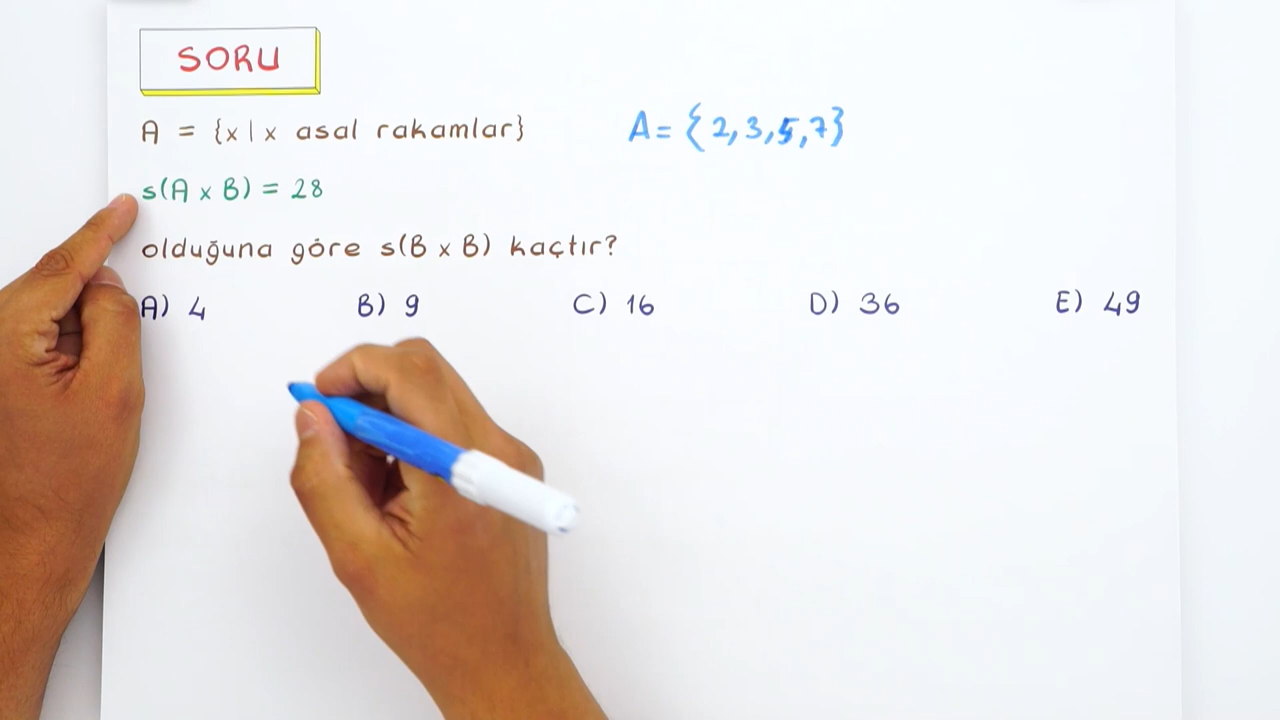 SORU
A = {x | x asal rakamlar}
A = {2, 3, 5, 7}
s(A x B) = 28
olduğuna göre s(B x B) kaçtır?
A) 4 B) 9 C) 16 D) 36 E) 49